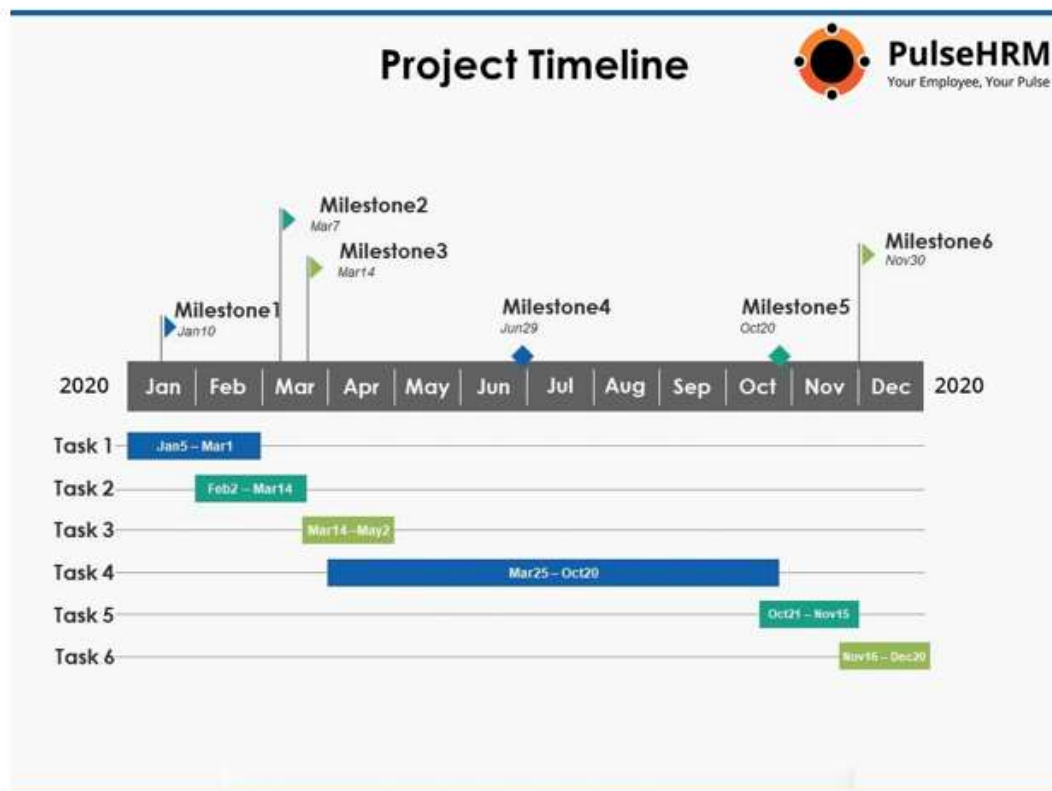 Project Timeline
PulseHRM
Your Employee, Your Pulse
Milestone2
Mar7
Milestone3
Mar14
Milestone6
Nov30
Milestone1
Jan10
Milestone4
Jun29
Milestone5
Oct20
2020 Jan Feb Mar Apr May Jun Jul Aug Sep Oct Nov Dec 2020
Task 1 Jan5 – Mar1
Task 2 Feb2 – Mar14
Task 3 Mar14 – May2
Task 4 Mar25 – Oct20
Task 5 Oct21 – Nov15
Task 6 Nov16 – Dec20